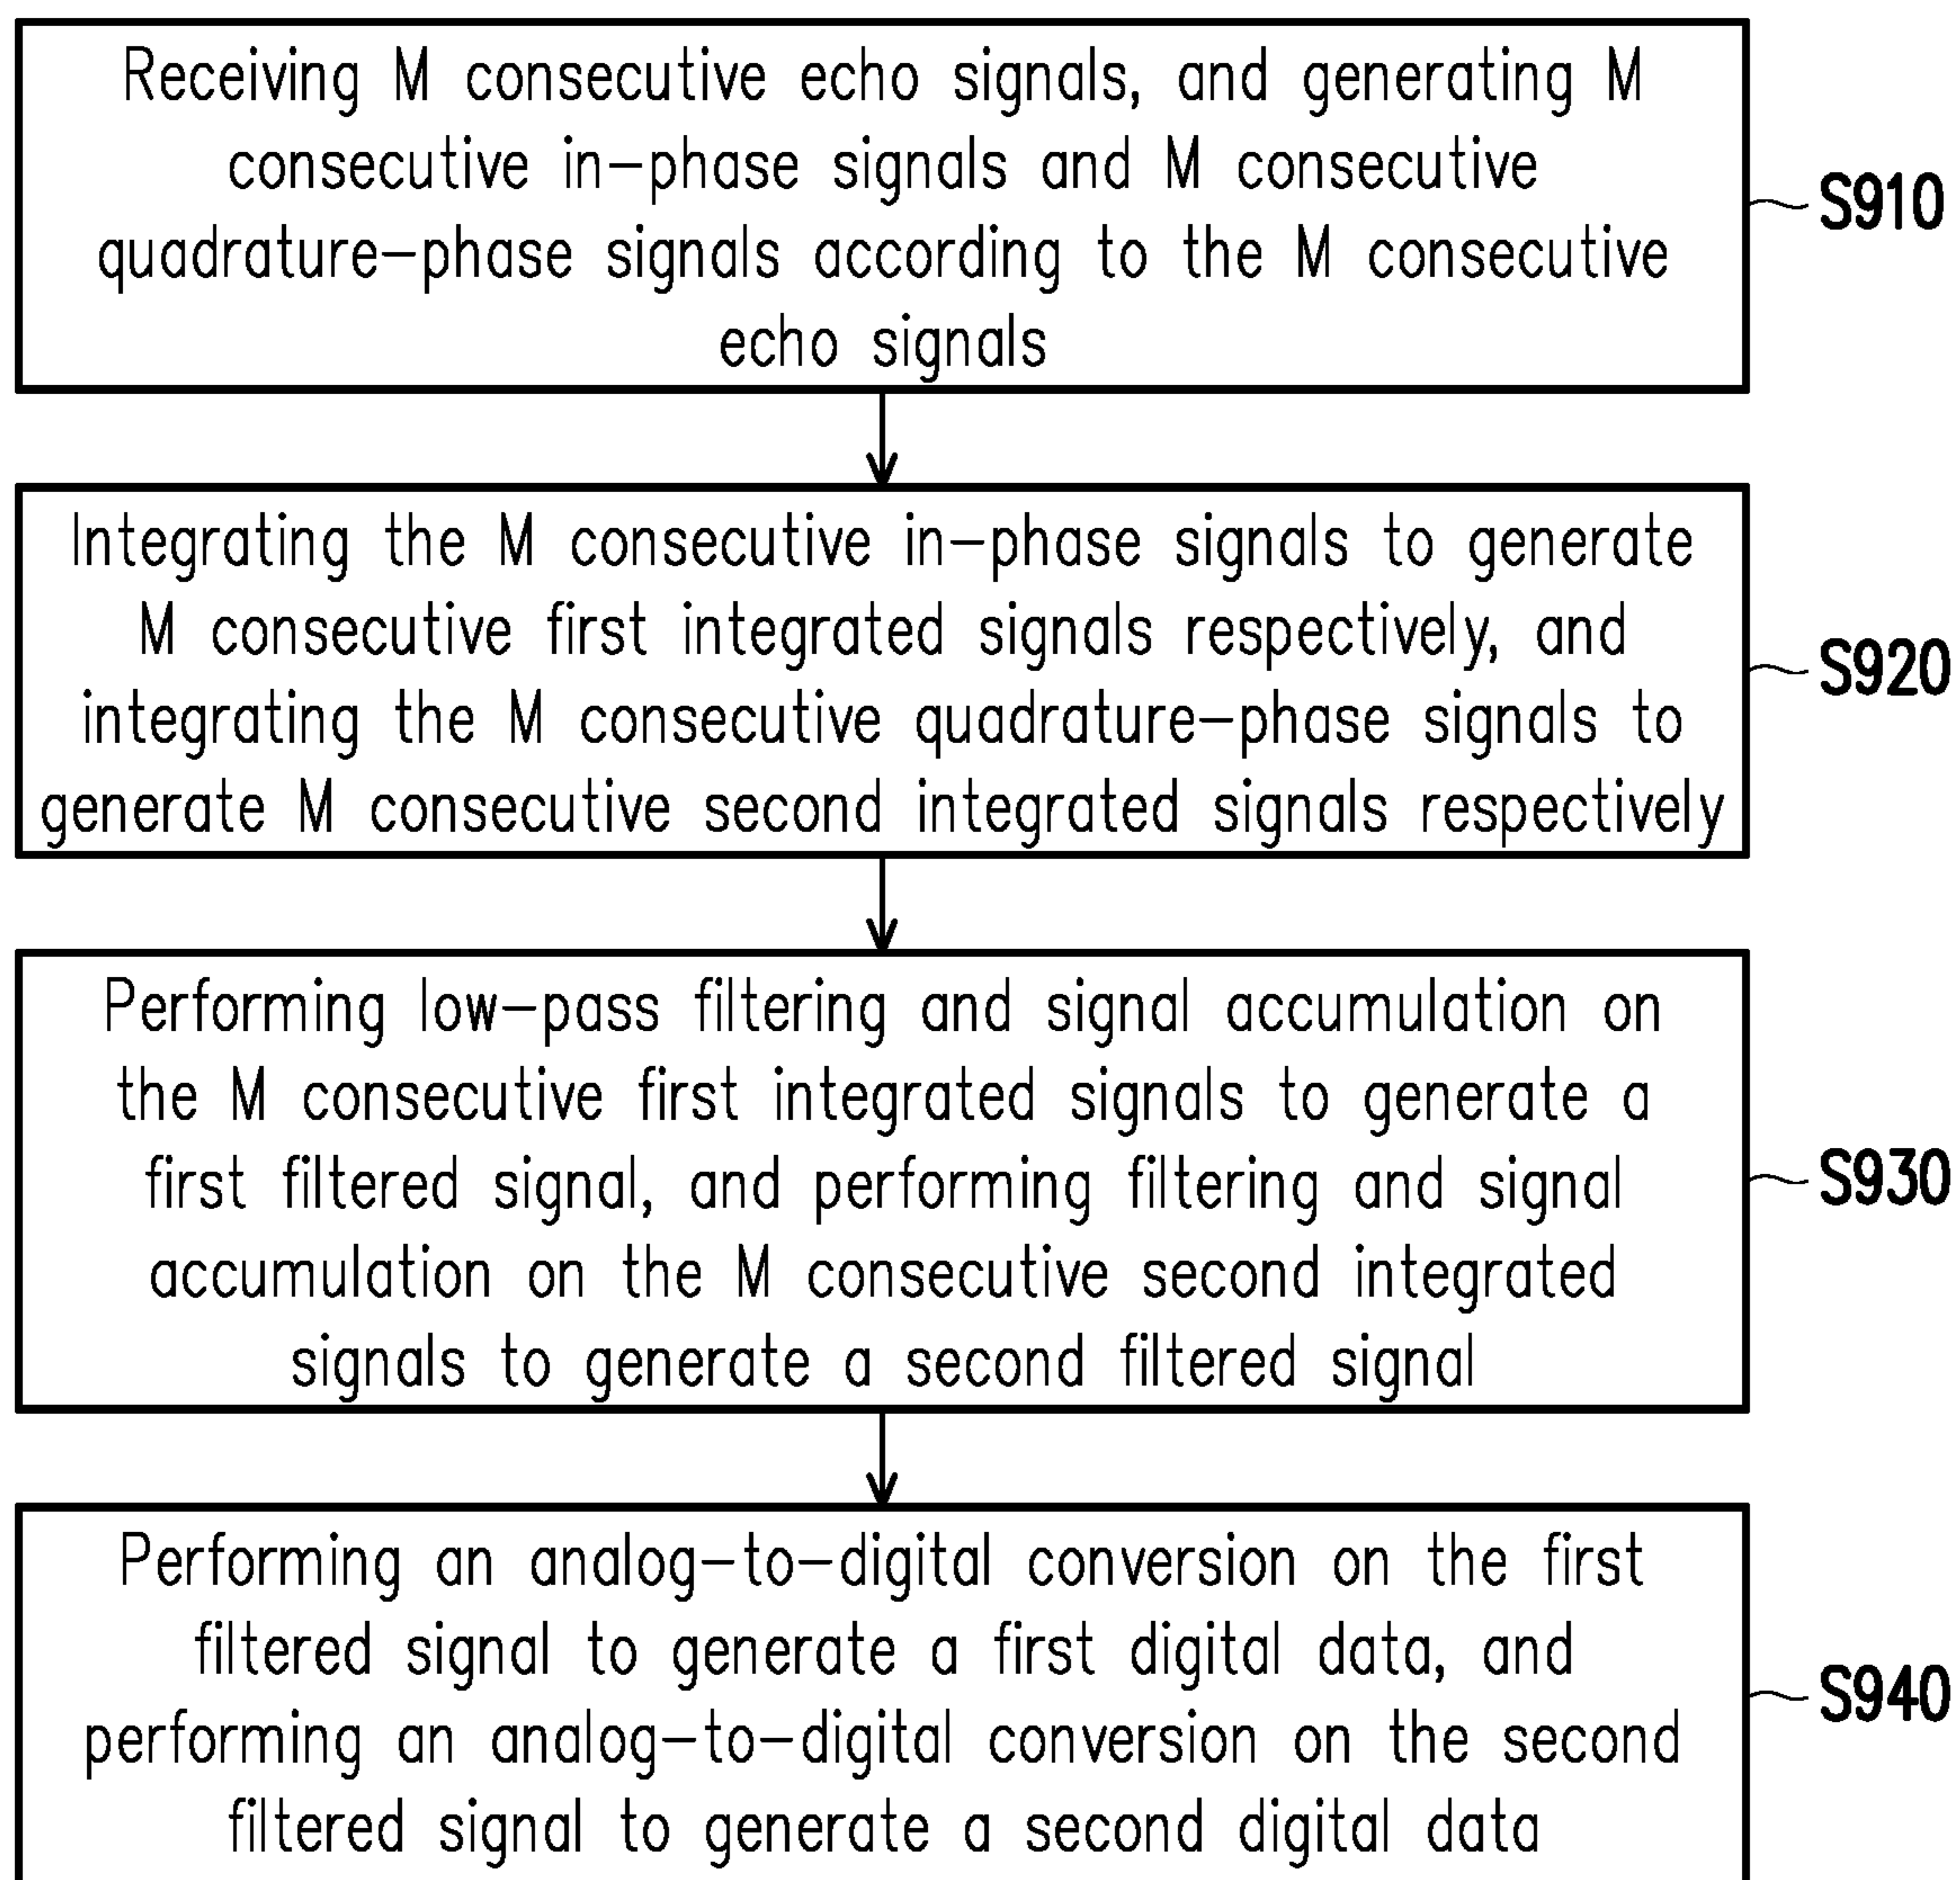 Receiving M consecutive echo signals, and generating M
consecutive in-phase signals and M consecutive
quadrature-phase signals according to the M consecutive
echo signals
S910
Integrating the M consecutive in-phase signals to generate
M consecutive first integrated signals respectively, and
integrating the M consecutive quadrature-phase signals to
generate M consecutive second integrated signals respectively
S920
Performing low-pass filtering and signal accumulation on
the M consecutive first integrated signals to generate a
first filtered signal, and performing filtering and signal
accumulation on the M consecutive second integrated
signals to generate a second filtered signal
S930
Performing an analog-to-digital conversion on the first
filtered signal to generate a first digital data, and
performing an analog-to-digital conversion on the second
filtered signal to generate a second digital data
S940